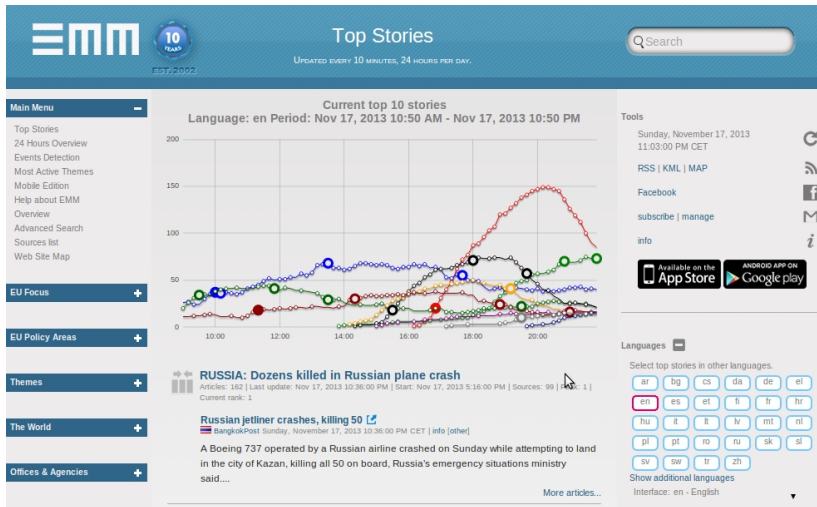 EMM
10
YEARS
EST.2002
Top Stories
UPDATED EVERY 10 MINUTES, 24 HOURS PER DAY.
Search
Main Menu
Top Stories
24 Hours Overview
Events Detection
Most Active Themes
Mobile Edition
Help about EMM
Overview
Advanced Search
Sources list
Web Site Map
EU Focus
EU Policy Areas
Themes
The World
Offices & Agencies
Current top 10 stories
Language: en Period: Nov 17, 2013 10:50 AM - Nov 17, 2013 10:50 PM
200
150
100
50
0
10:00 12:00 14:00 16:00 18:00 20:00
RUSSIA: Dozens killed in Russian plane crash
Articles: 162 | Last update: Nov 17, 2013 10:36:00 PM | Start: Nov 17, 2013 5:16:00 PM | Sources: 99 | 1 |
Current rank: 1
Russian jetliner crashes, killing 50
BangkokPost Sunday, November 17, 2013 10:36:00 PM CET | info [other]
A Boeing 737 operated by a Russian airline crashed on Sunday while attempting to land
in the city of Kazan, killing all 50 on board, Russia's emergency situations ministry
said....
More articles...
Tools
Sunday, November 17, 2013
11:03:00 PM CET
RSS | KML | MAP
Facebook
subscribe | manage
info
Available on the
App Store
ANDROID APP ON
Google play
Languages
Select top stories in other languages.
ar bg cs da de el
en es et fi fr hr
hu it lt lv mt nl
pl pt ro ru sk sl
sv sw tr zh
Show additional languages
Interface: en - English